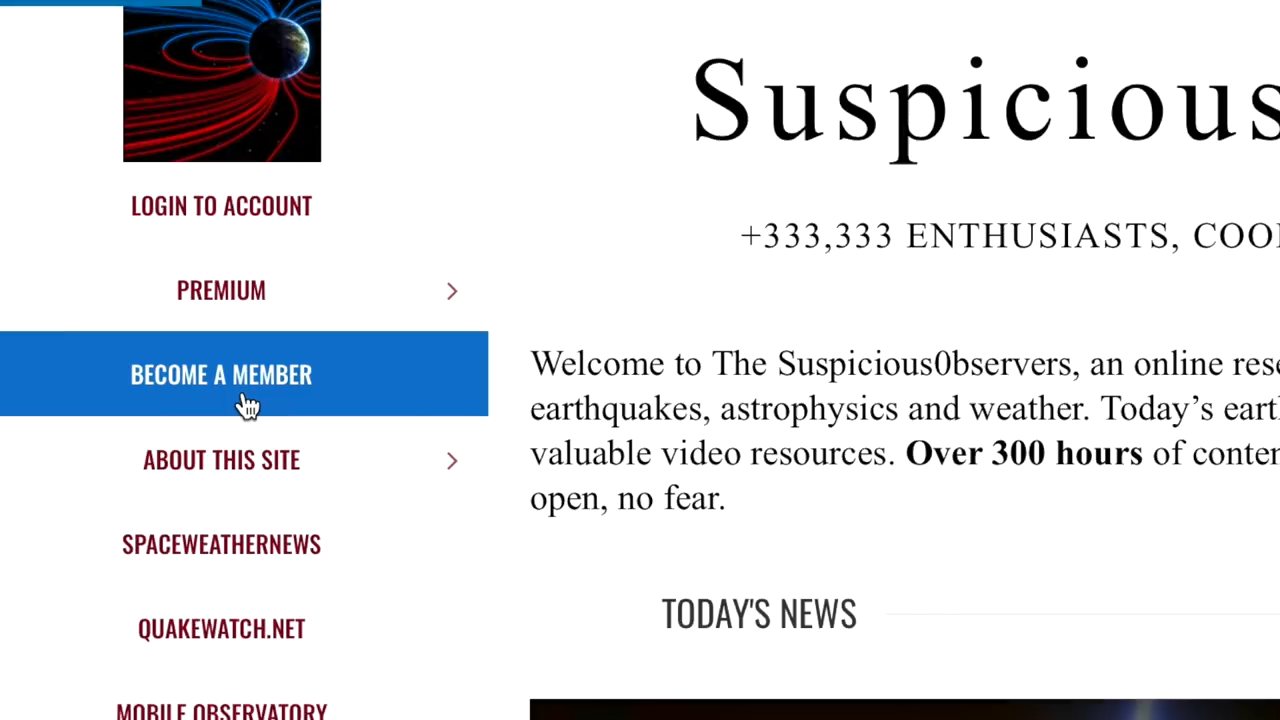 LOGIN TO ACCOUNT
PREMIUM
BECOME A MEMBER
ABOUT THIS SITE
SPACEWEATHERNEWS
QUAKEWATCH.NET
MOBILE OBSERVATORY
Suspicious
+333,333 ENTHUSIASTS,
Welcome to The Suspicious0bservers, an online
earthquakes, astrophysics and weather. Today’s
valuable video resources. Over 300 hours of
open, no fear.
TODAY'S NEWS